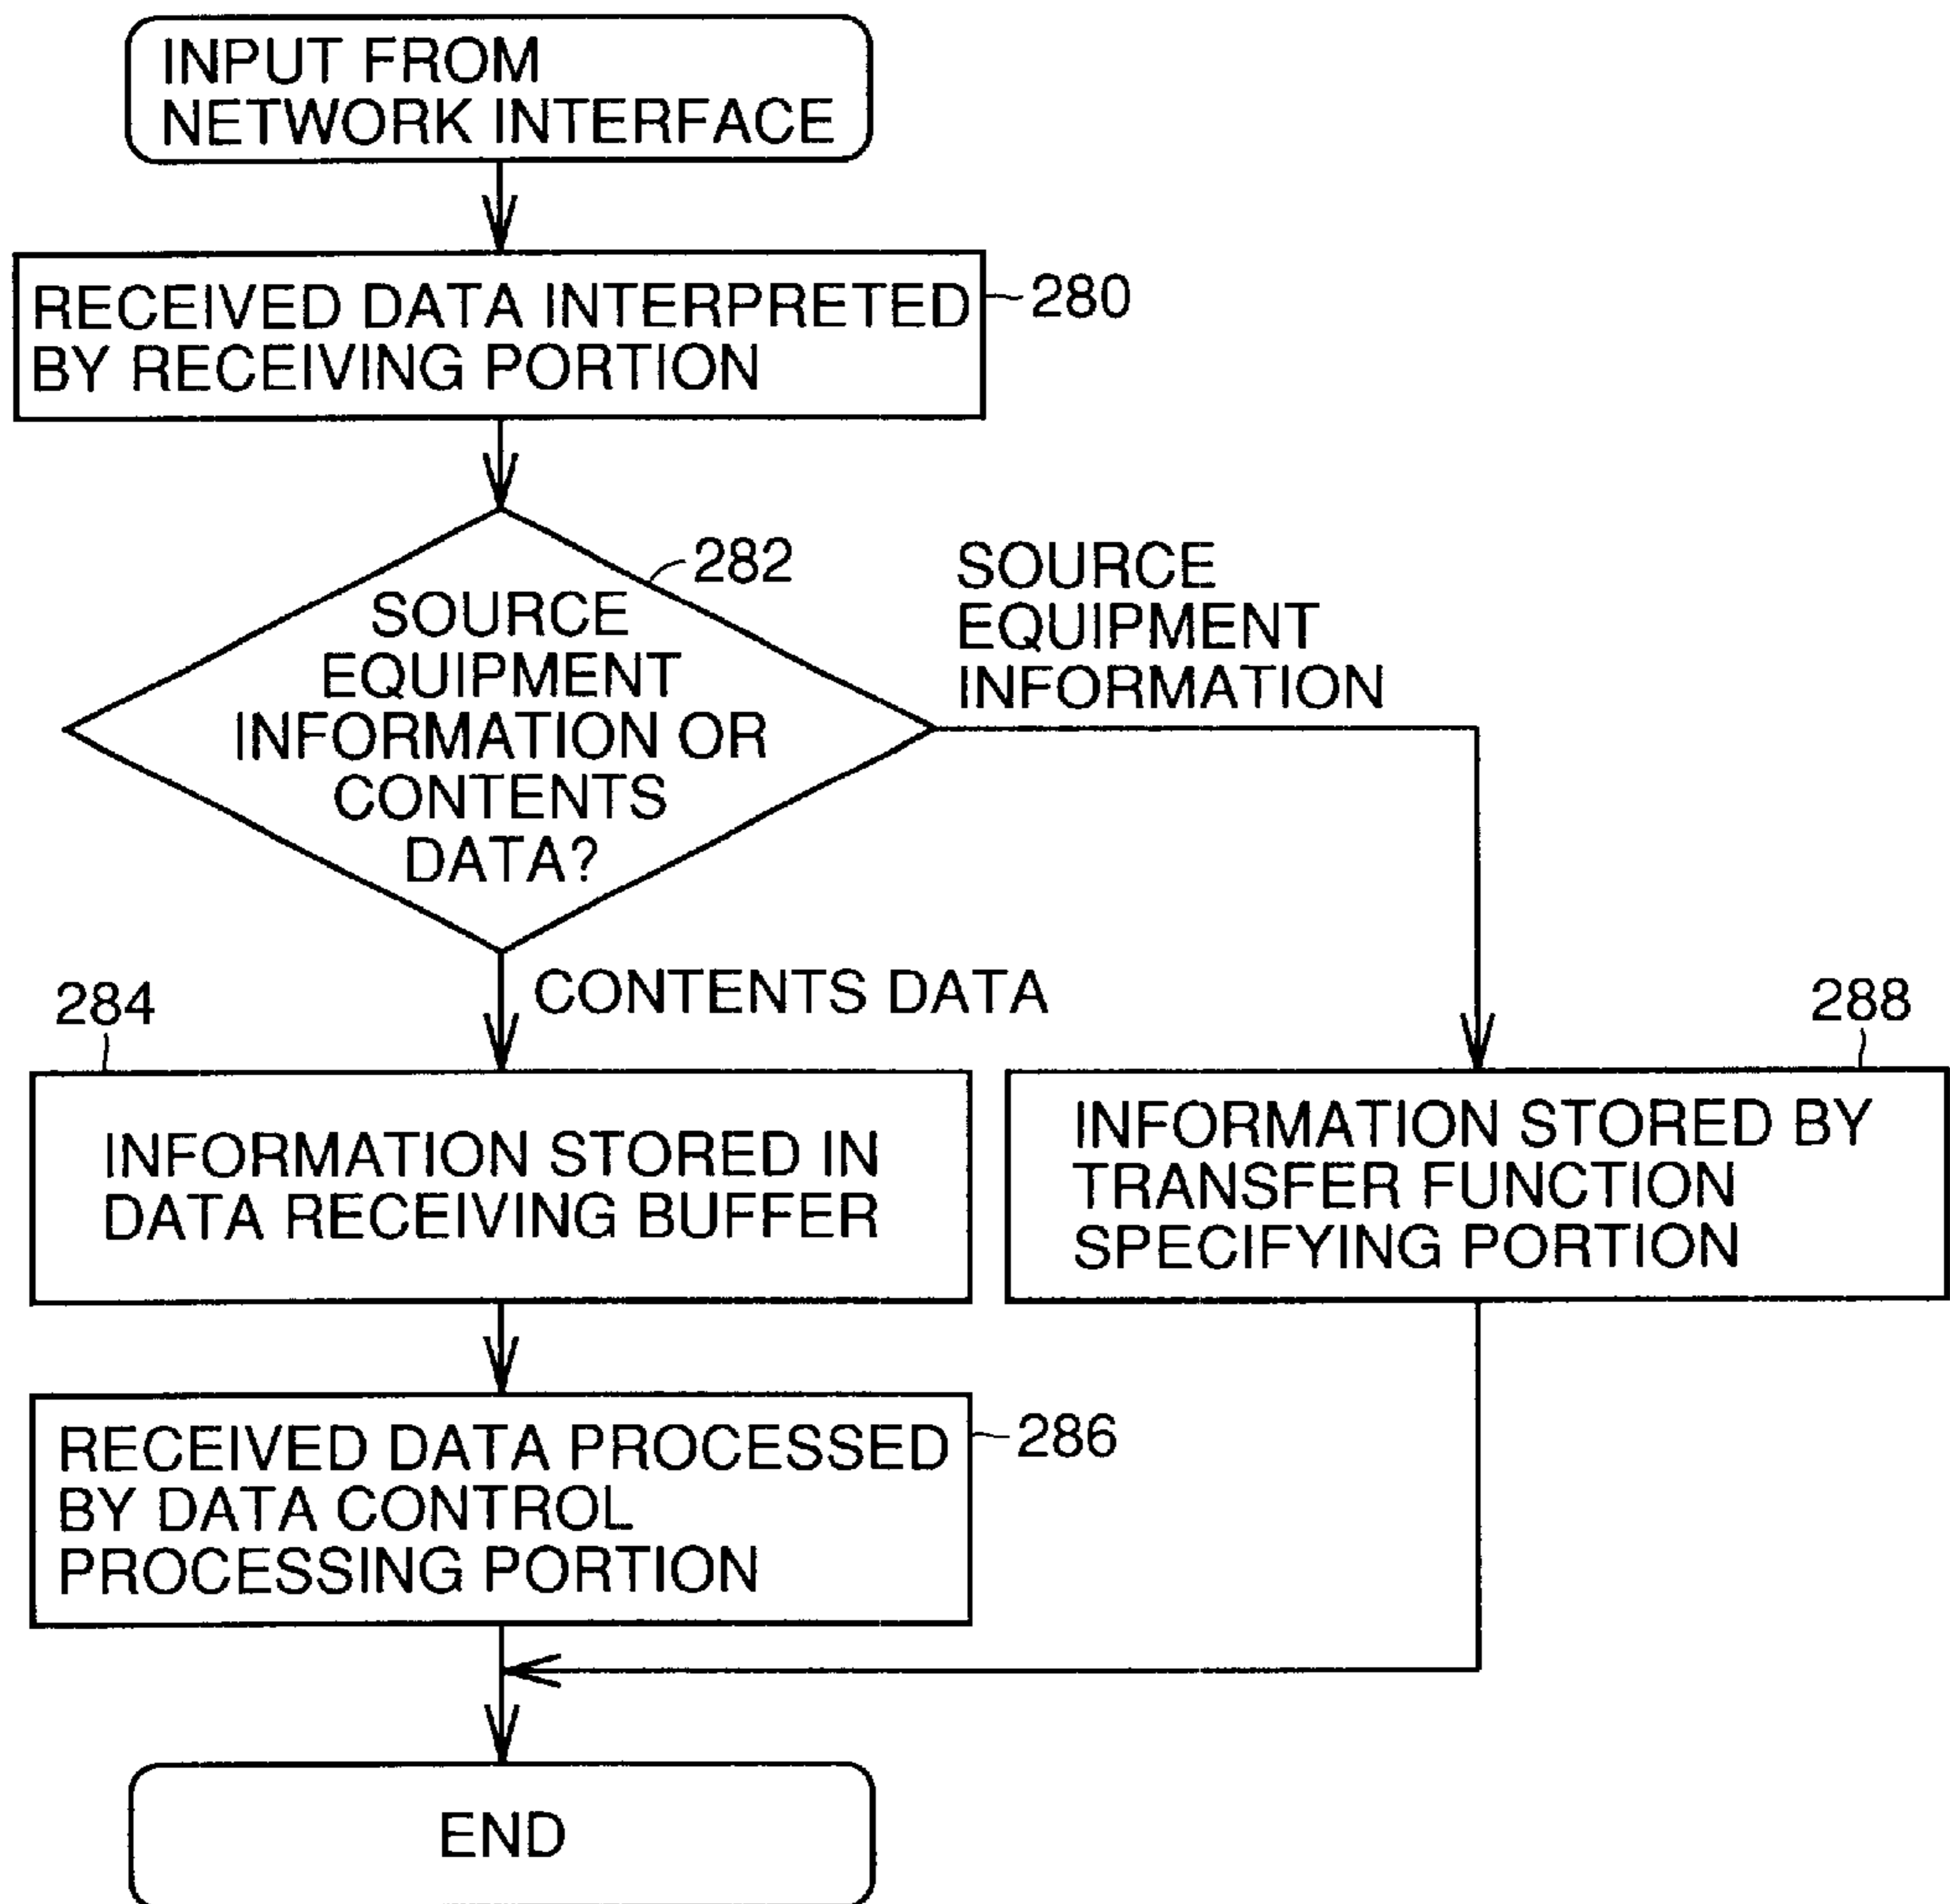 INPUT FROM
NETWORK INTERFACE
RECEIVED DATA INTERPRETED
BY RECEIVING PORTION
280
282
SOURCE
EQUIPMENT
INFORMATION OR
CONTENTS
DATA?
SOURCE
EQUIPMENT
INFORMATION
CONTENTS DATA
284
INFORMATION STORED IN
DATA RECEIVING BUFFER
288
INFORMATION STORED BY
TRANSFER FUNCTION
SPECIFYING PORTION
RECEIVED DATA PROCESSED
BY DATA CONTROL
PROCESSING PORTION
286
END